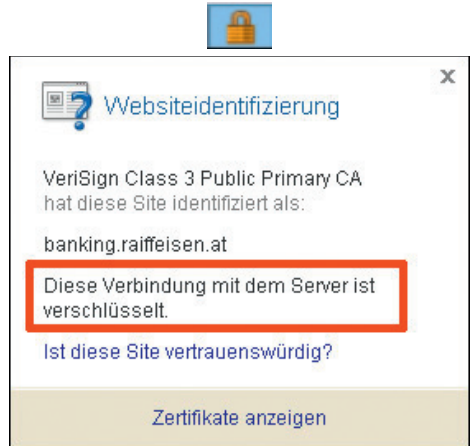 Websiteidentifizierung
X
VeriSign Class 3 Public Primary CA
hat diese Site identifiziert als:
banking.raiffeisen.at
Diese Verbindung mit dem Server ist
verschlüsselt.
Ist diese Site vertrauenswürdig?
Zertifikate anzeigen